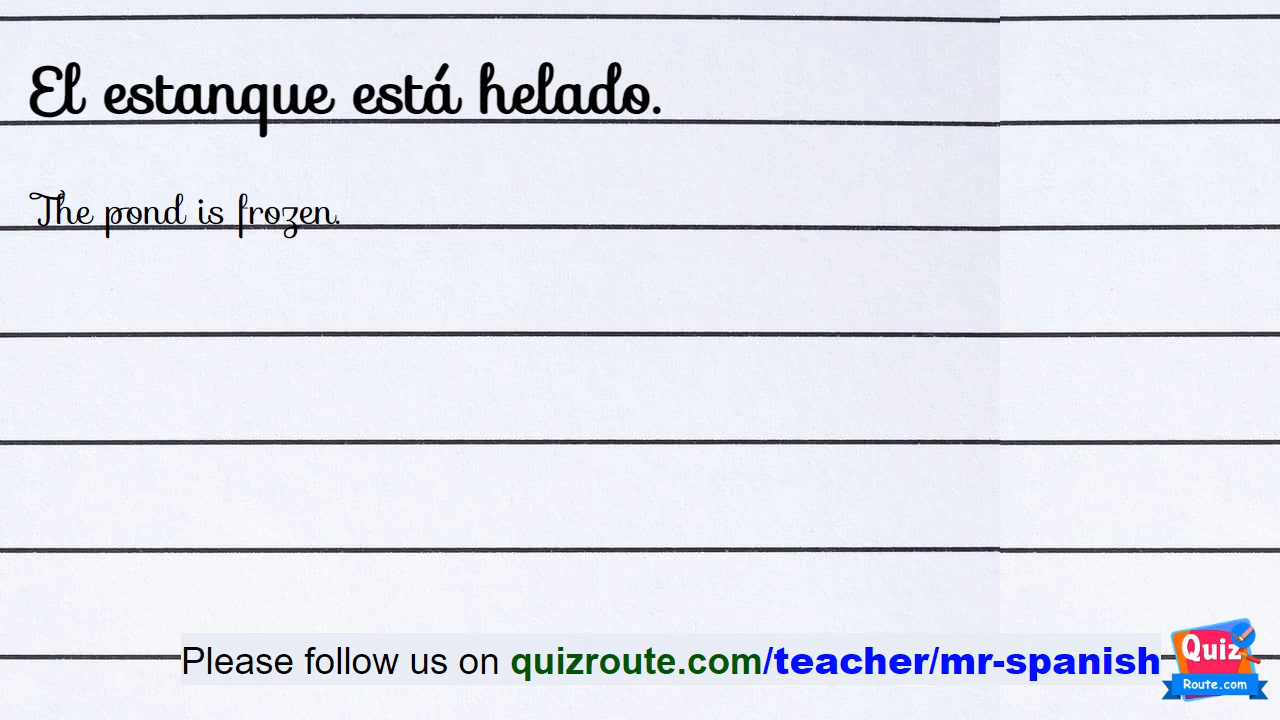 El estanque está helado.
The pond is frozen.
Please follow us on quizroute.com/teacher/mr-spanish
Quiz
Route.com